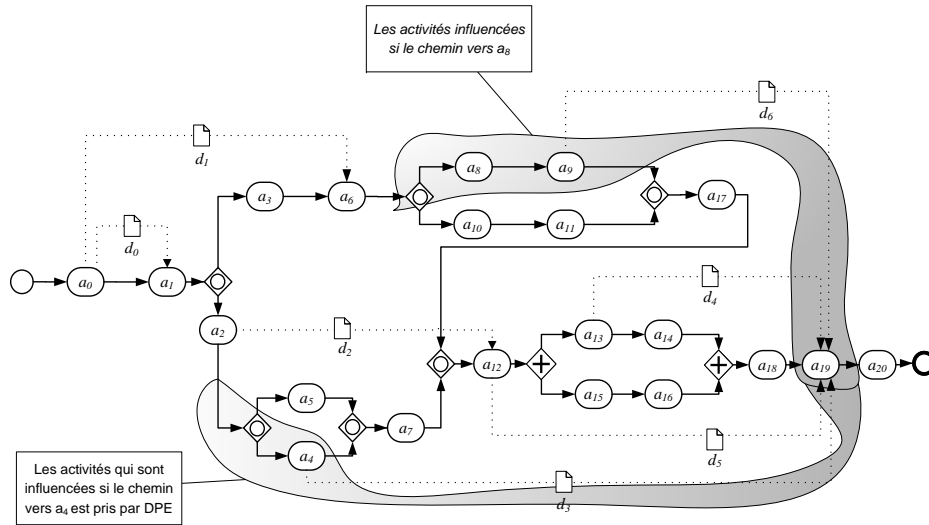 Les activités influencées
si le chemin vers a8
d6
d1
a8
a9
a3
a6
a17
a10
a11
d0
a0
a1
d4
a2
d2
a13
a14
a12
a18
a19
a20
a5
a15
a16
a7
d5
a4
Les activités qui sont
influencées si le chemin
vers a4 est pris par DPE
d3